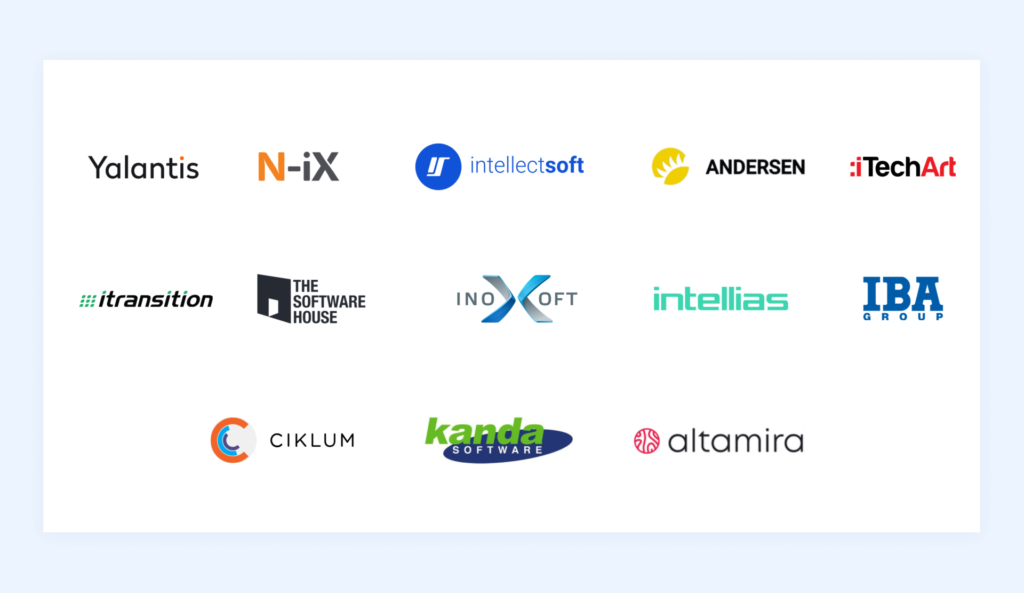 Yalantis
N-iX
intellectsoft
ANDERSEN
:iTechArt
itransition
THE
SOFTWARE
HOUSE
INOXOFT
intellias
IBA
GROUP
CIKLUM
kanda
SOFTWARE
altamira